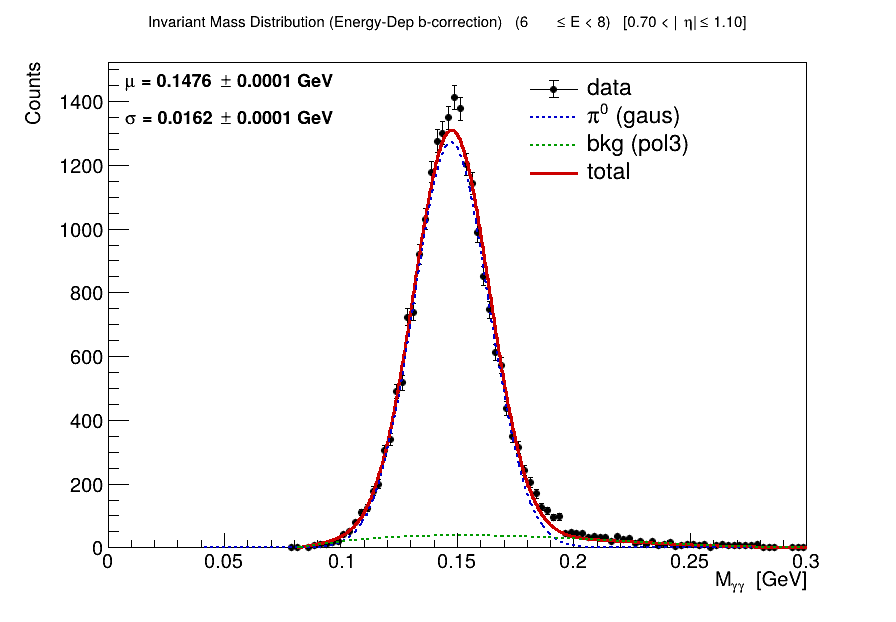 Invariant Mass Distribution (Energy-Dep b-correction) (6 ≤ E < 8) [0.70 < | η| ≤ 1.10]
Counts
μ = 0.1476 ± 0.0001 GeV
σ = 0.0162 ± 0.0001 GeV
data
π⁰ (gaus)
bkg (pol3)
total
1400
1200
1000
800
600
400
200
0
0 0.05 0.1 0.15 0.2 0.25 0.3
Mγγ [GeV]